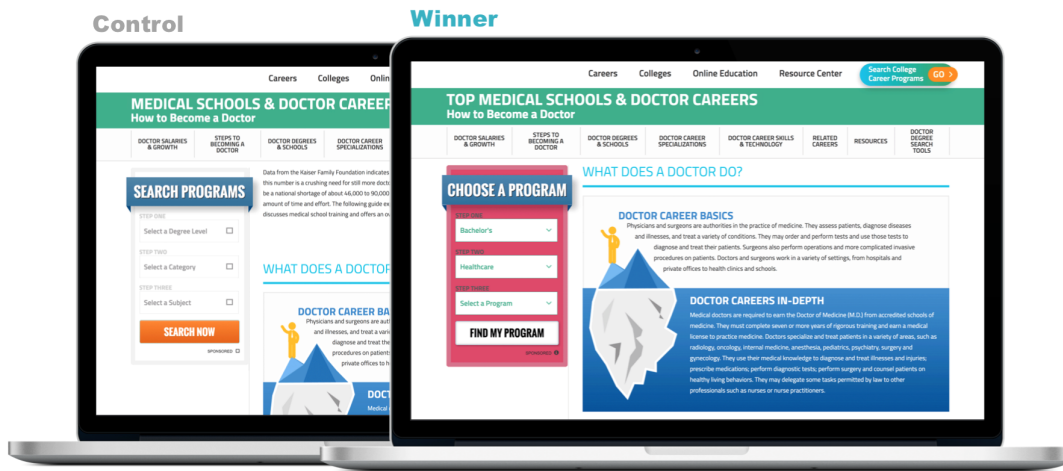 Control
Careers Colleges Onlin
MEDICAL SCHOOLS & DOCTOR CAREER
How to Become a Doctor
DOCTOR SALARIES
& GROWTH
STEPS TO
BECOMING A
DOCTOR
DOCTOR DEGREES
& SCHOOLS
DOCTOR CAREER
SPECIALIZATIONS
SEARCH PROGRAMS
STEP ONE
Select a Degree Level
STEP TWO
Select a Category
STEP THREE
Select a Subject
SEARCH NOW
SPONSORED
Data from the Kaiser Family Foundation indicates
this number is a crushing need for still more docto
be a national shortage of about 46,000 to 90,000
amount of time and effort. The following guide ex
discusses medical school training and offers an ou
WHAT DOES A DOCTOR
DOCTOR CAREER BA
Physicians and surgeons are auth
and illnesses, and treat a varie
diagnose and treat the
procedures on patients
private offices to h
DOCT
Medical
Winner
Careers Colleges Online Education Resource Center
Search College
Career Programs GO >
TOP MEDICAL SCHOOLS & DOCTOR CAREERS
How to Become a Doctor
DOCTOR SALARIES
& GROWTH
STEPS TO
BECOMING A
DOCTOR
DOCTOR DEGREES
& SCHOOLS
DOCTOR CAREER
SPECIALIZATIONS
DOCTOR CAREER SKILLS
& TECHNOLOGY
RELATED
CAREERS
RESOURCES
DOCTOR
DEGREE
SEARCH
TOOLS
CHOOSE A PROGRAM
STEP ONE
Bachelor's
STEP TWO
Healthcare
STEP THREE
Select a Program
FIND MY PROGRAM
SPONSORED
WHAT DOES A DOCTOR DO?
DOCTOR CAREER BASICS
Physicians and surgeons are authorities in the practice of medicine. They assess patients, diagnose diseases
and illnesses, and treat a variety of conditions. They may order and perform tests and use those tests to
diagnose and treat their patients. Surgeons also perform operations and more complicated invasive
procedures on patients. Doctors and surgeons work in a variety of settings, from hospitals and
private offices to health clinics and schools.
DOCTOR CAREERS IN-DEPTH
Medical doctors are required to earn the Doctor of Medicine (M.D.) from accredited schools of
medicine. They must complete seven or more years of rigorous training and earn a medical
license to practice medicine. Doctors specialize and treat patients in a variety of areas, such as
radiology, oncology, internal medicine, anesthesia, pediatrics, psychiatry, surgery and
gynecology. They use their medical knowledge to diagnose and treat illnesses and injuries;
prescribe medications; perform diagnostic tests; perform surgery and counsel patients on
healthy living behaviors. They may delegate some tasks permitted by law to other
professionals such as nurses or nurse practitioners.